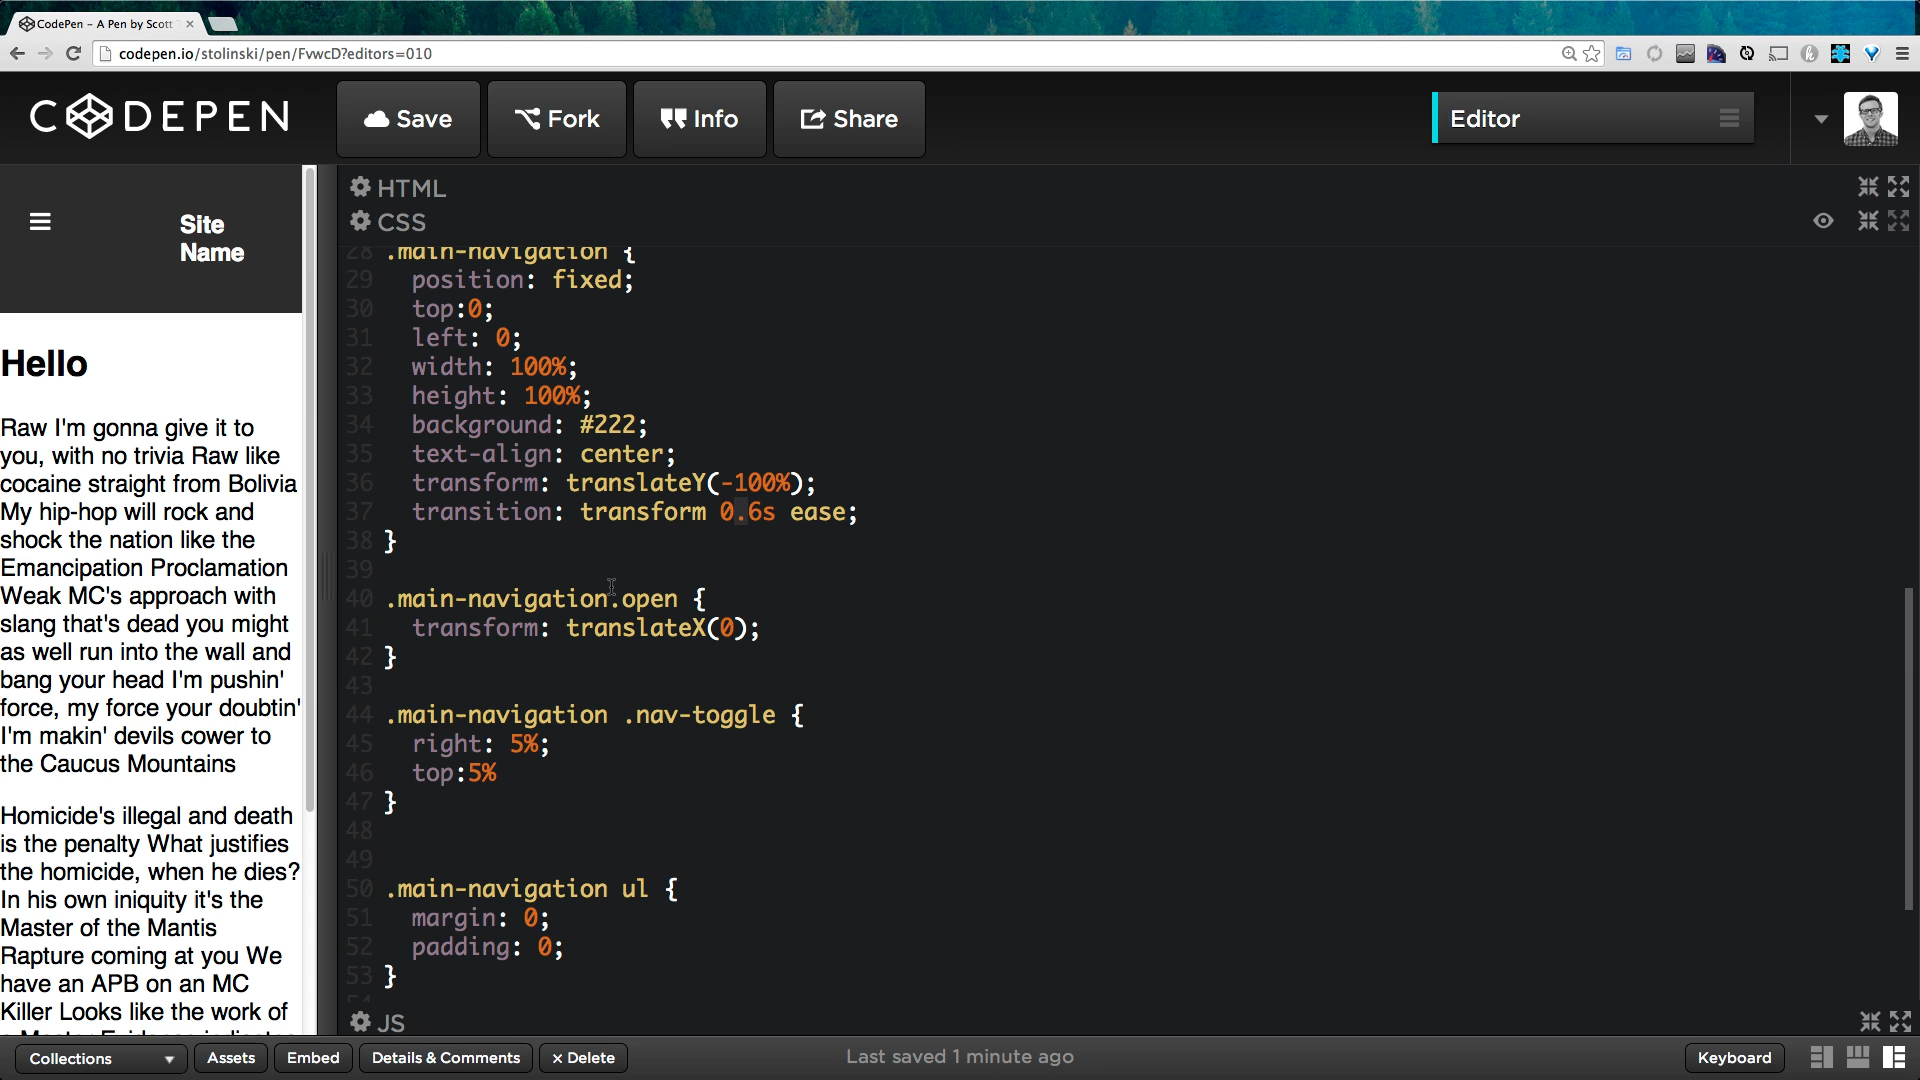 CodePen - A Pen by Scott
codepen.io/stolinski/pen/FvwcD?editors=010
CODEPEN
Save
Fork
Info
Share
Editor
Site
Name
Hello
Raw I'm gonna give it to
you, with no trivia Raw like
cocaine straight from Bolivia
My hip-hop will rock and
shock the nation like the
Emancipation Proclamation
Weak MC's approach with
slang that's dead you might
as well run into the wall and
bang your head I'm pushin'
force, my force your doubtin'
I'm makin' devils cower to
the Caucus Mountains
Homicide's illegal and death
is the penalty What justifies
the homicide, when he dies?
In his own iniquity it's the
Master of the Mantis
Rapture coming at you We
have an APB on an MC
Killer Looks like the work of
HTML
CSS
28 .main-navigation {
29 position: fixed;
30 top:0;
31 left: 0;
32 width: 100%;
33 height: 100%;
34 background: #222;
35 text-align: center;
36 transform: translateY(-100%);
37 transition: transform 0.6s ease;
38 }
39
40 .main-navigation.open {
41 transform: translateX(0);
42 }
43
44 .main-navigation .nav-toggle {
45 right: 5%;
46 top:5%
47 }
48
49
50 .main-navigation ul {
51 margin: 0;
52 padding: 0;
53 }
JS
Collections
Assets
Embed
Details & Comments
x Delete
Last saved 1 minute ago
Keyboard